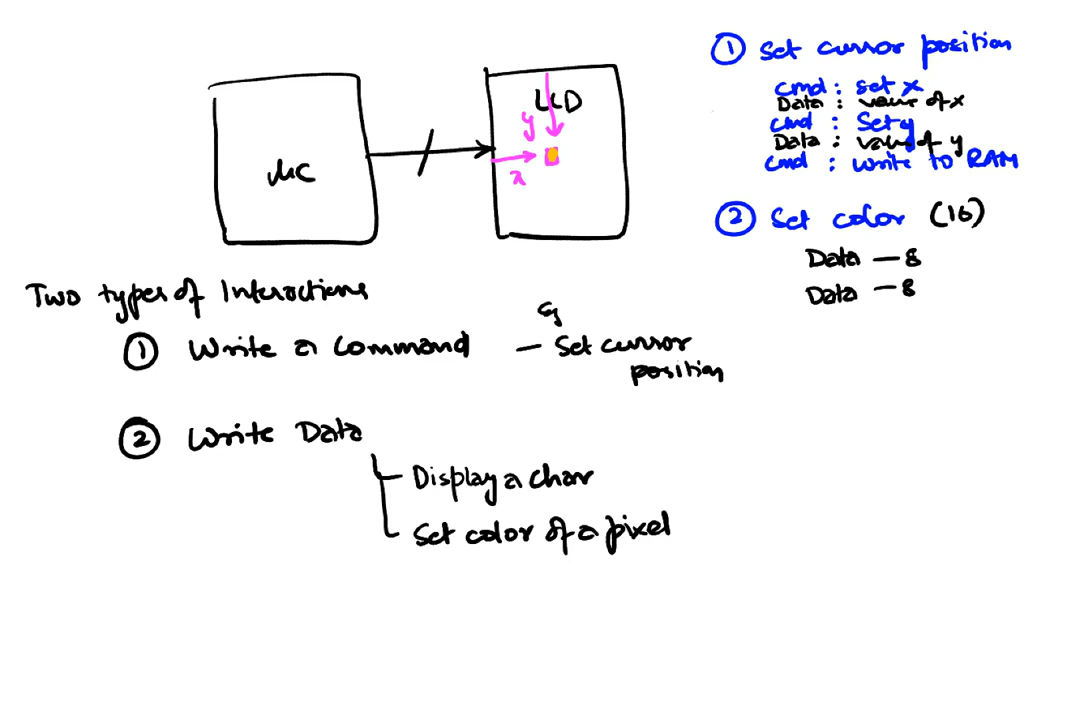 ① Set cursor position
cmd : set x
Data : value of x
cmd : Set y
Data : value of y
cmd : write to RAM
② Set color (16)
Data — 8
Data — 8
μC
LCD
y
x
Two types of Interactions
① Write a Command — Set cursor position
eg
② Write Data
Display a char
Set color of a pixel